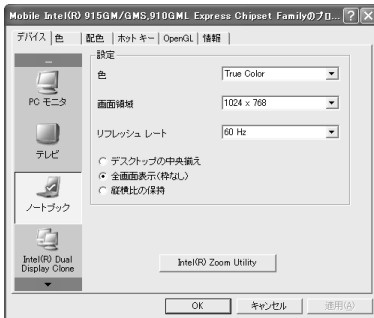 Mobile Intel(R) 915GM/GMS,910GML Express Chipset Familyのプロ...
デバイス 色 配色 ホット キー OpenGL 情報
PC モニタ
テレビ
ノートブック
Intel(R) Dual
Display Clone
設定
色 True Color
画面領域 1024 x 768
リフレッシュ レート 60 Hz
デスクトップの中央揃え
全画面表示(枠なし)
縦横比の保持
Intel(R) Zoom Utility
OK キャンセル 適用(A)